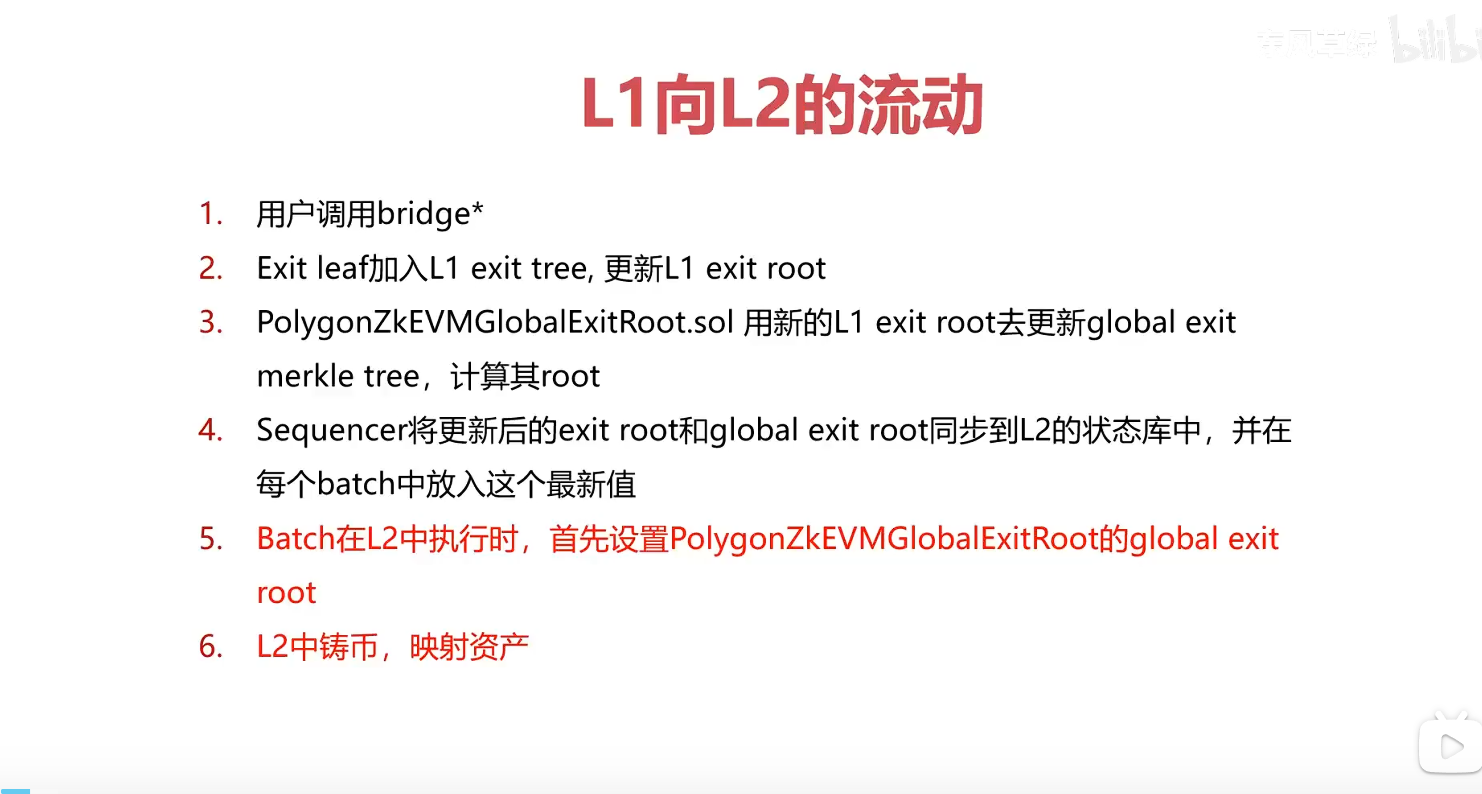 bilibi
L1向L2的流动
1. 用户调用bridge*
2. Exit leaf加入L1 exit tree, 更新L1 exit root
3. PolygonZkEVMGlobalExitRoot.sol 用新的L1 exit root去更新global exit
merkle tree，计算其root
4. Sequencer将更新后的exit root和global exit root同步到L2的状态库中，并在
每个batch中放入这个最新值
5. Batch在L2中执行时，首先设置PolygonZkEVMGlobalExitRoot的global exit
root
6. L2中铸币，映射资产